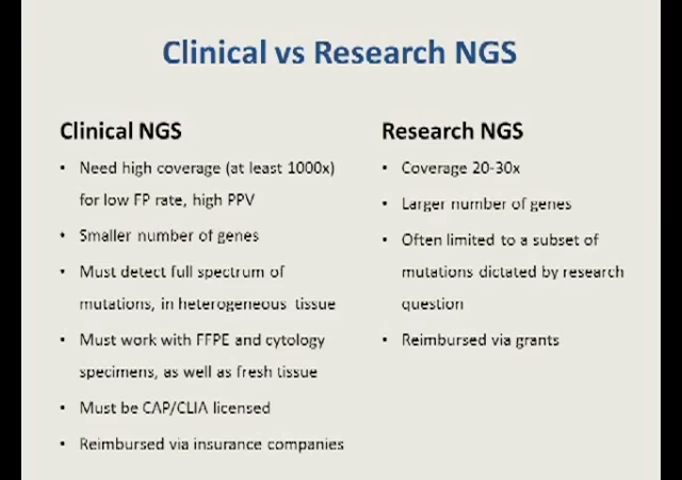 Clinical vs Research NGS
Clinical NGS
• Need high coverage (at least 1000x)
for low FP rate, high PPV
• Smaller number of genes
• Must detect full spectrum of
mutations, in heterogeneous tissue
• Must work with FFPE and cytology
specimens, as well as fresh tissue
• Must be CAP/CLIA licensed
• Reimbursed via insurance companies
Research NGS
• Coverage 20-30x
• Larger number of genes
• Often limited to a subset of
mutations dictated by research
question
• Reimbursed via grants